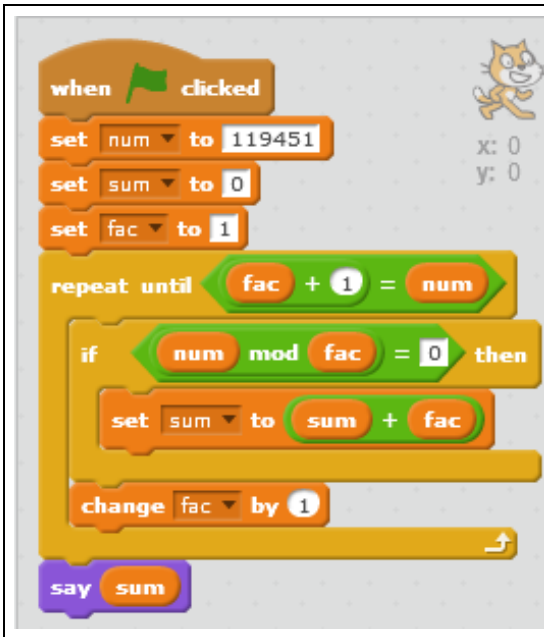 when clicked
set num to 119451
x: 0
set sum to 0
y: 0
set fac to 1
repeat until fac + 1 = num
if num mod fac = 0 then
set sum to sum + fac
change fac by 1
say sum